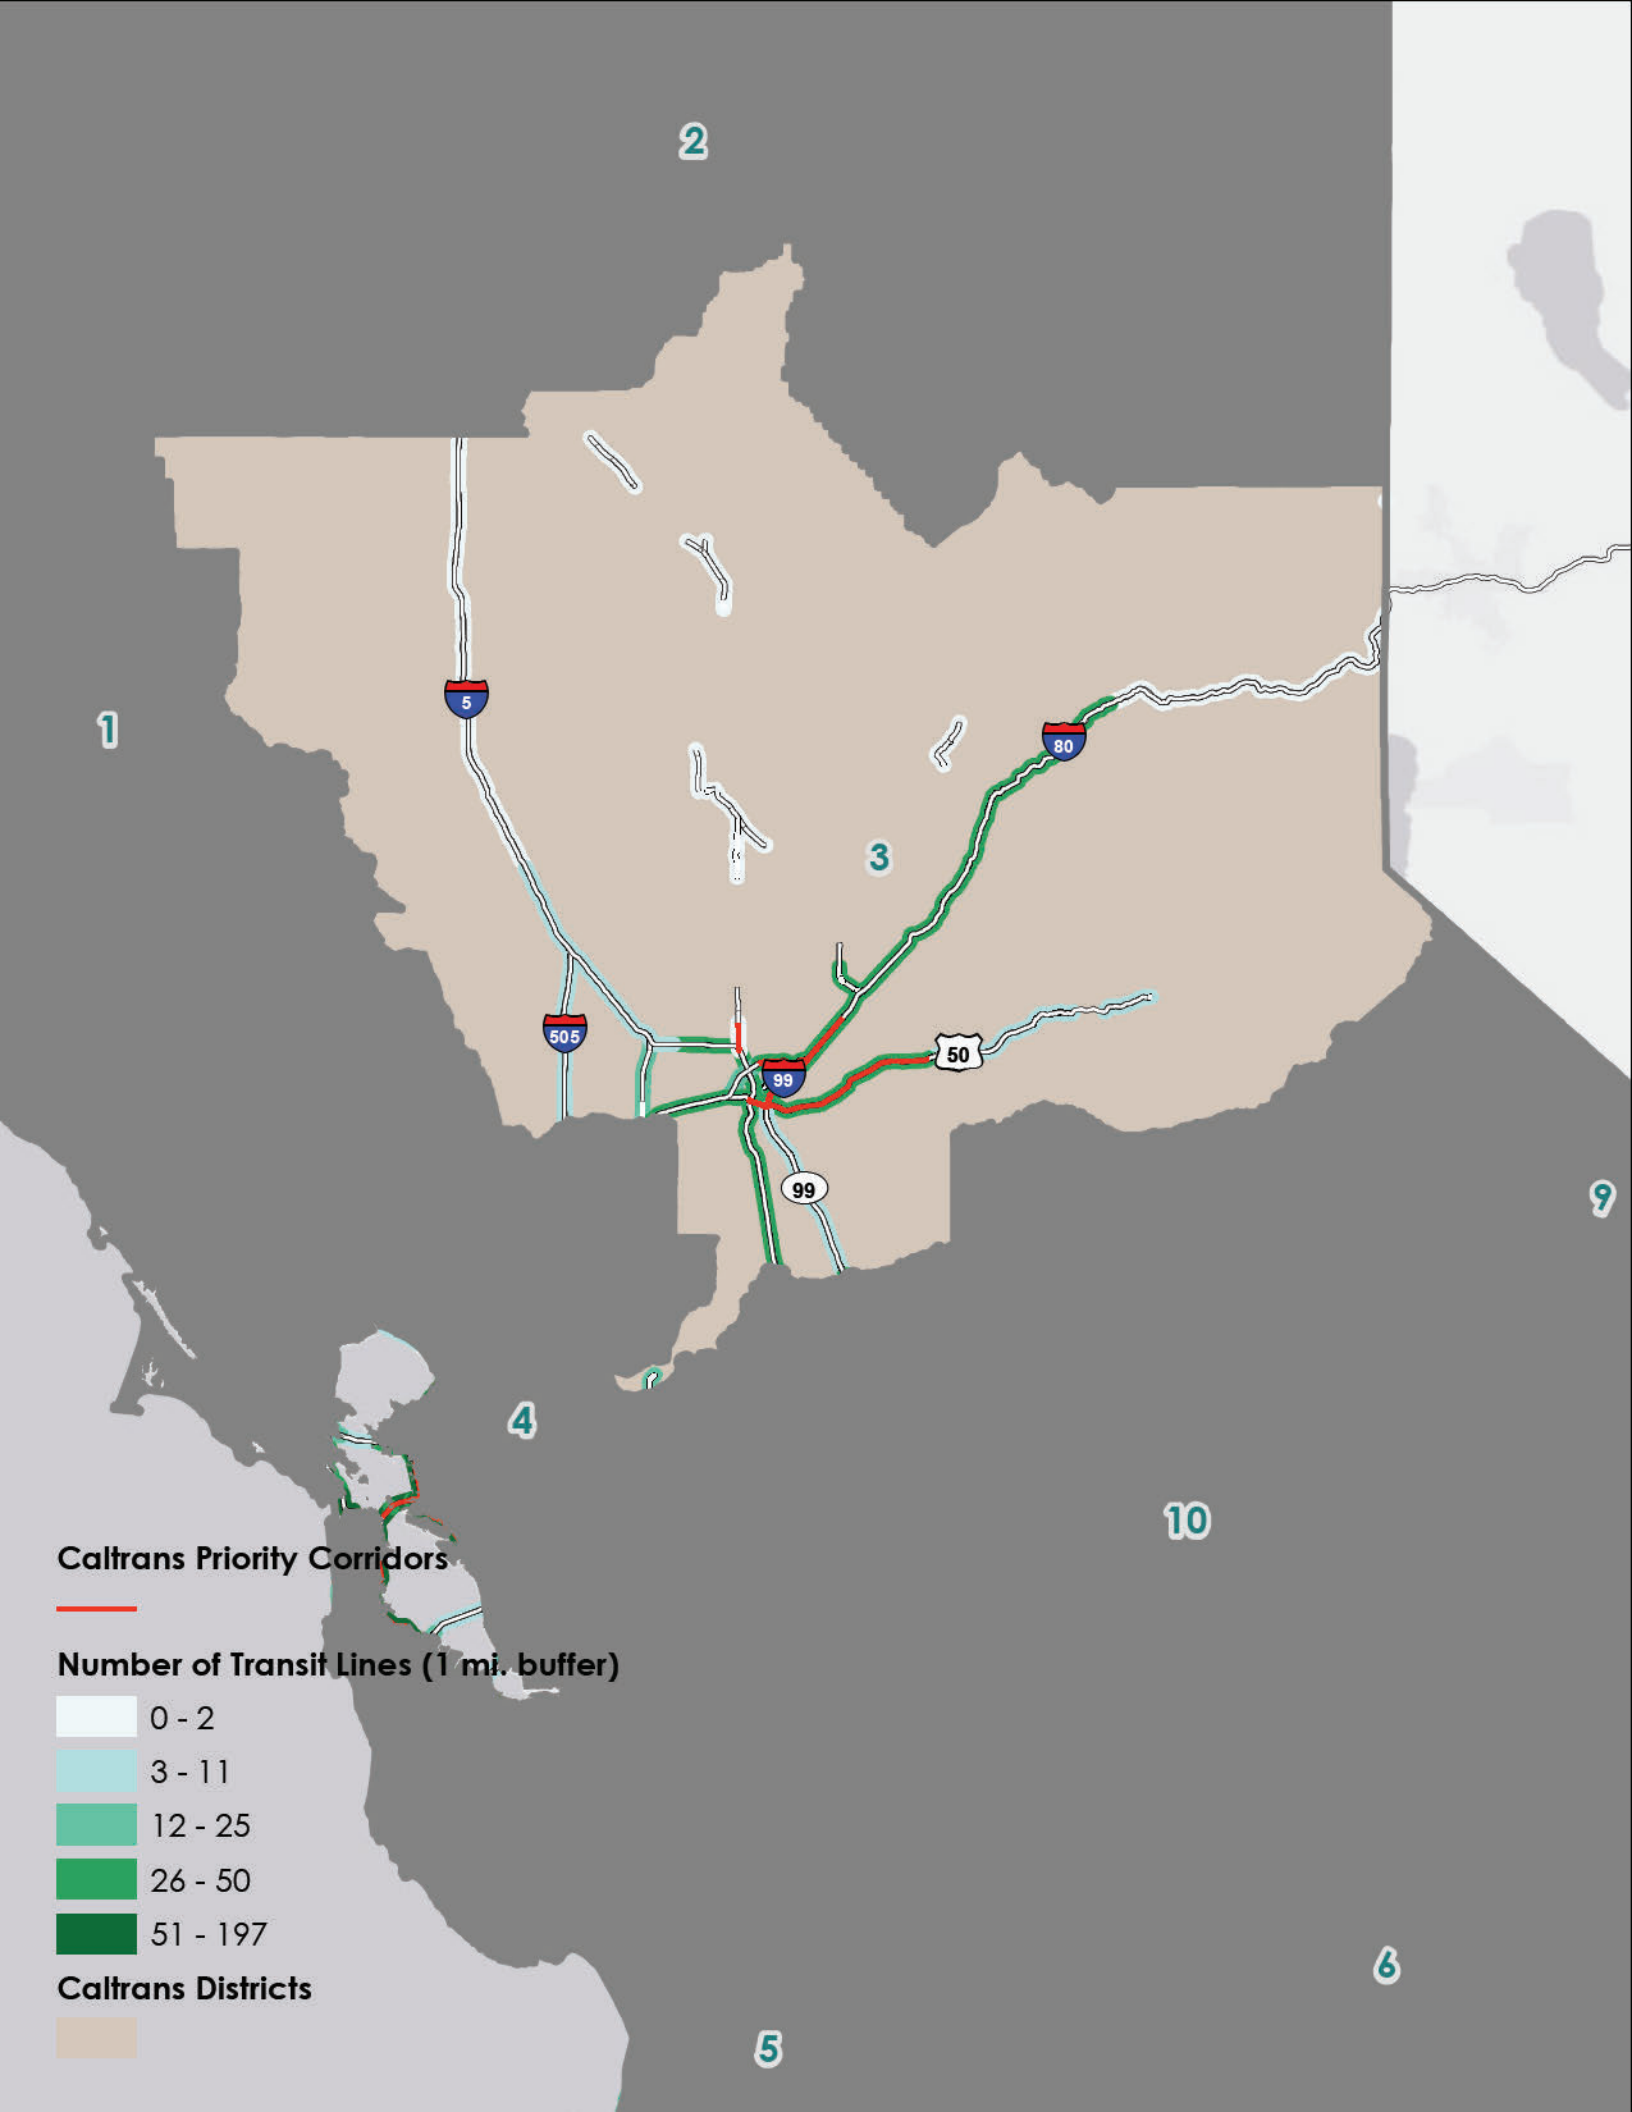 2
5
1
80
3
505
50
99
99
9
4
10
Caltrans Priority Corridors
Number of Transit Lines (1 mi. buffer)
0 - 2
3 - 11
12 - 25
26 - 50
51 - 197
6
Caltrans Districts
5